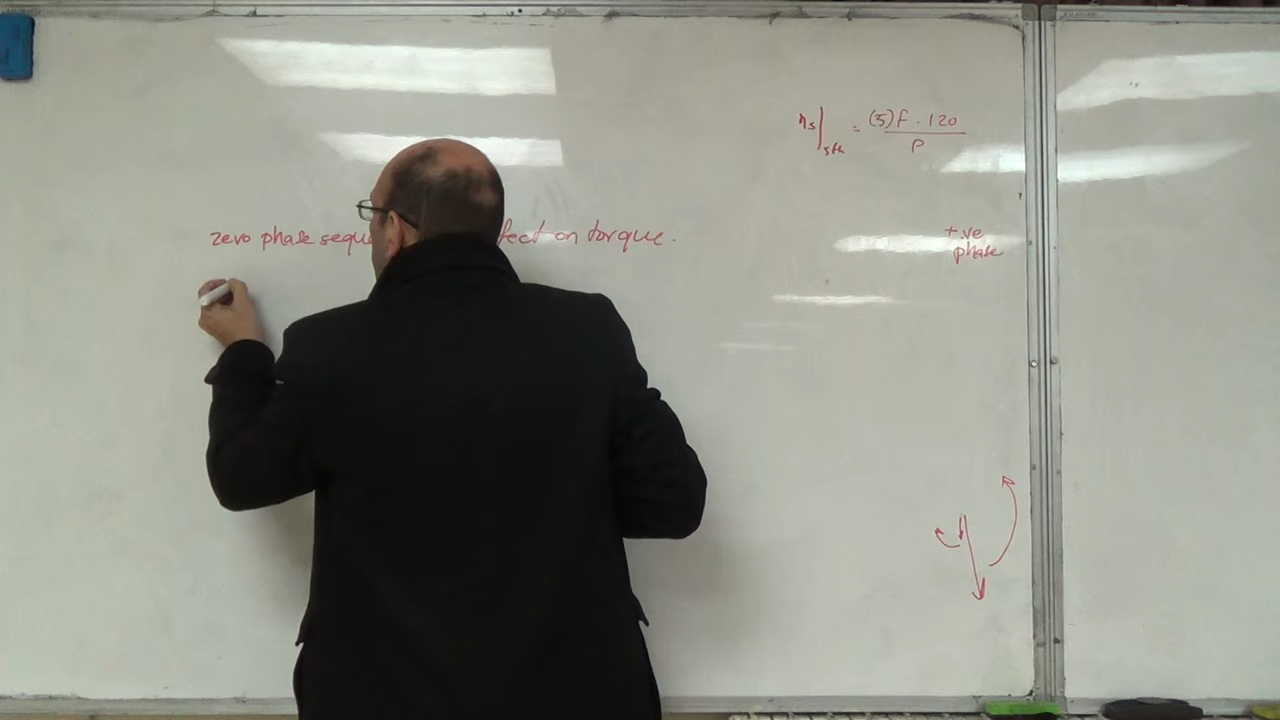 ns|5th = (5)f . 120 / P
zero phase sequ fect on torque.
+ve
phase